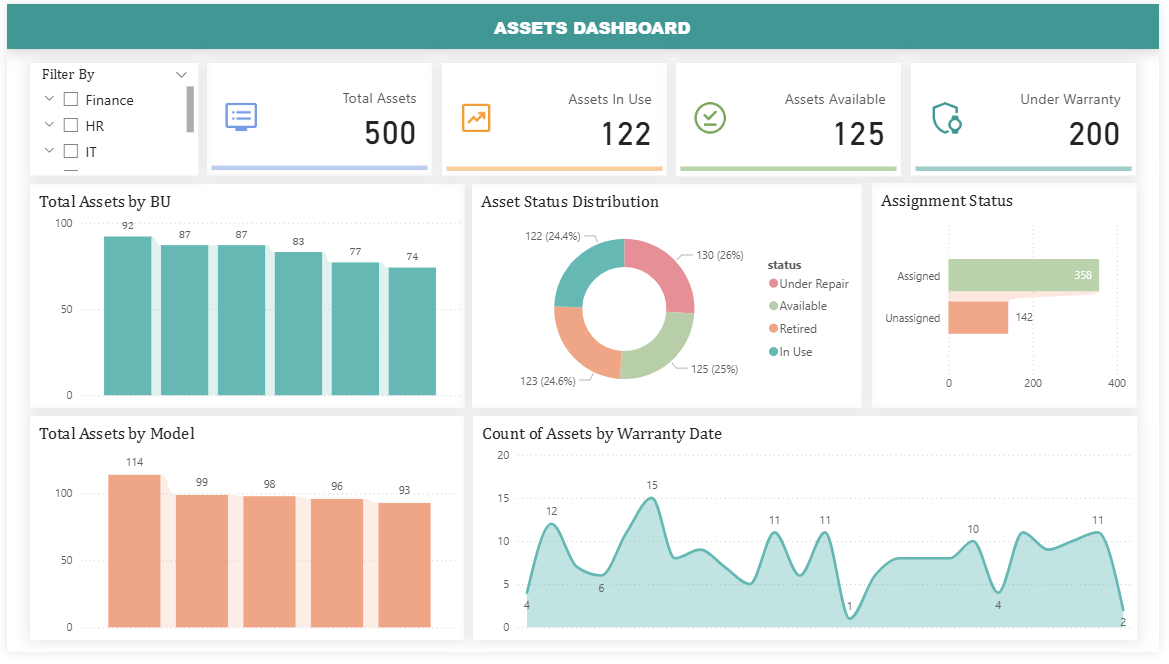 ASSETS DASHBOARD
Filter By
Finance
HR
IT
Total Assets
500
Assets In Use
122
Assets Available
125
Under Warranty
200
Total Assets by BU
100
50
0
92
87
87
83
77
74
Asset Status Distribution
122 (24.4%)
130 (26%)
123 (24.6%)
125 (25%)
status
Under Repair
Available
Retired
In Use
Assignment Status
Assigned
358
Unassigned
142
0
200
400
Total Assets by Model
100
50
0
114
99
98
96
93
Count of Assets by Warranty Date
20
15
10
5
0
4
12
6
15
11
11
1
10
4
11
2